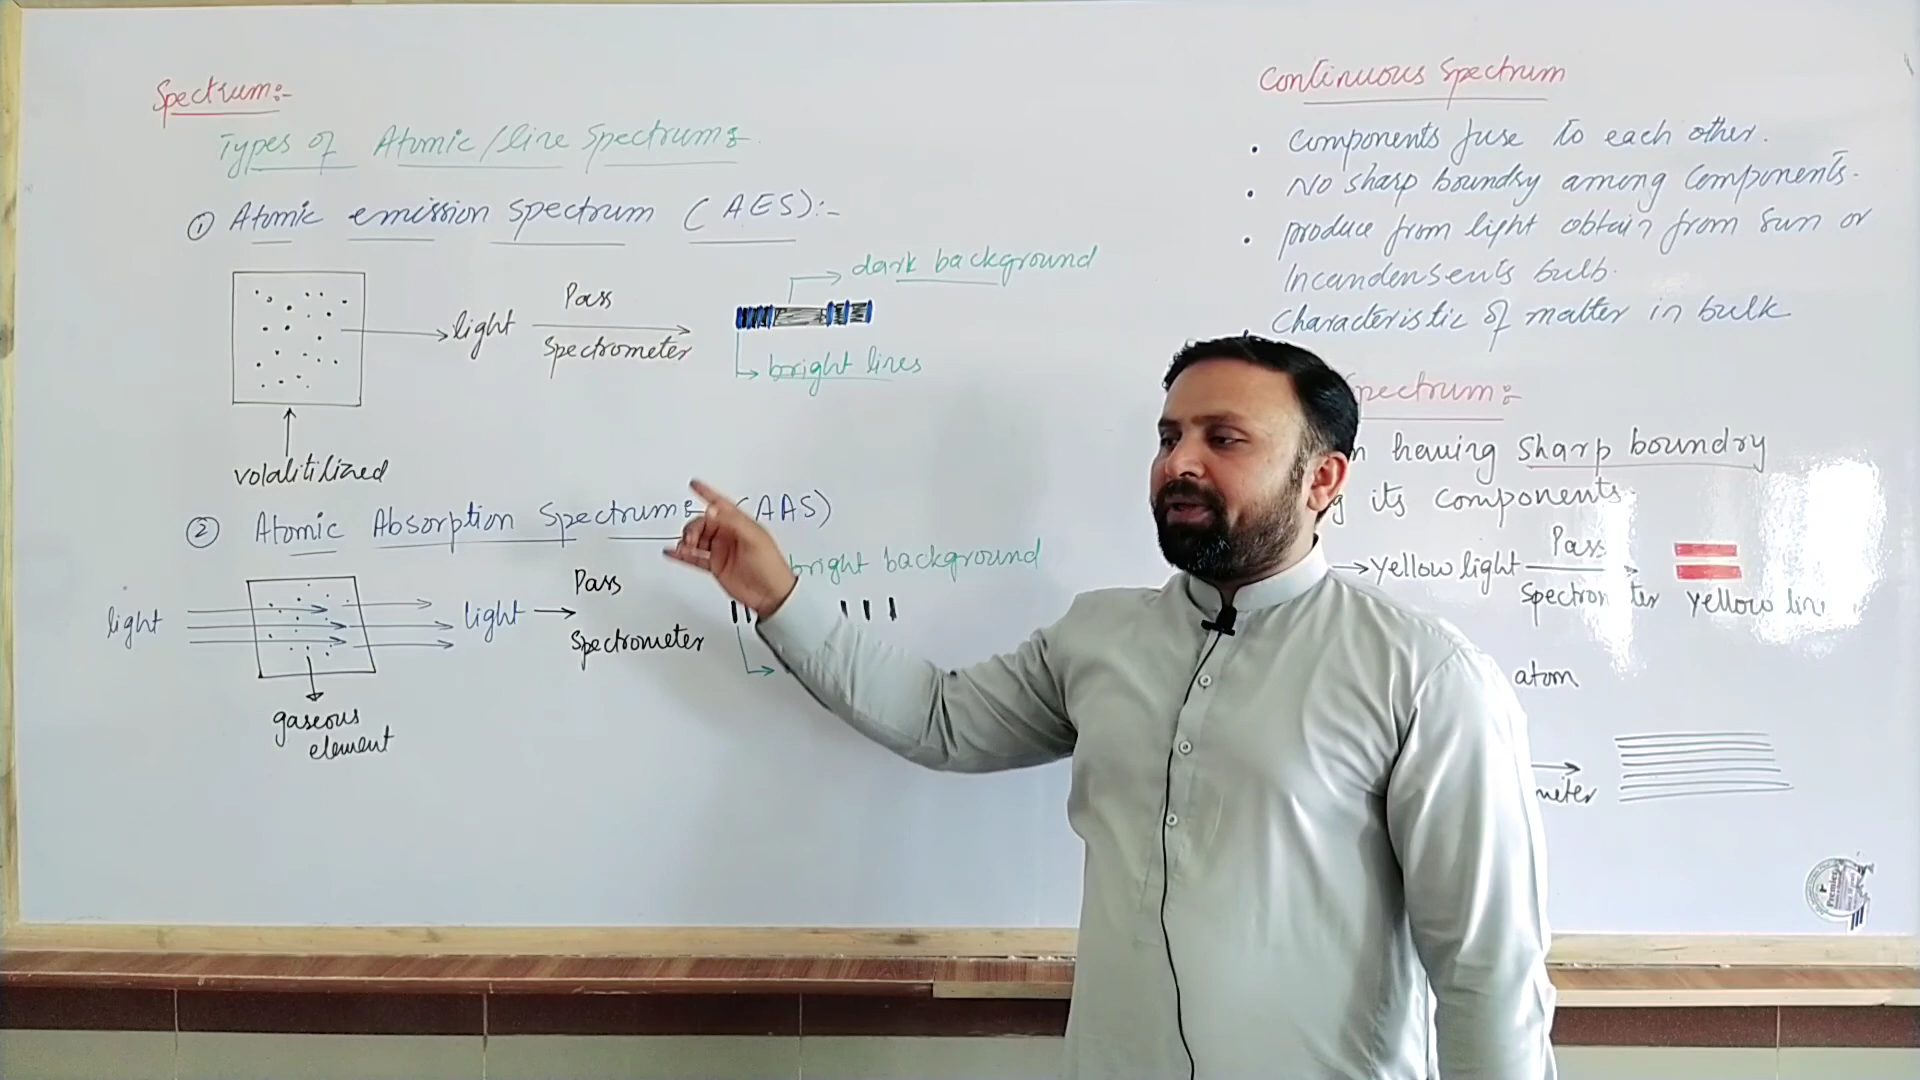 Spectrum:-
Types of Atomic/line Spectrum:
① Atomic emission spectrum (AES):-
dark background
light
Pass
Spectrometer
bright lines
volalitilized
② Atomic Absorption Spectrum: (AAS)
bright background
light
light
Pass
Spectrometer
gaseous
element
Continuous Spectrum
• Components fuse to each other.
• No sharp boundry among Components.
• produce from light obtain from sun or
Incandensents bulb.
• Characteristic of matter in bulk
pectrum:
having sharp boundry
its components.
yellow light
Pass
Spectrometer
yellow line
atom
meter